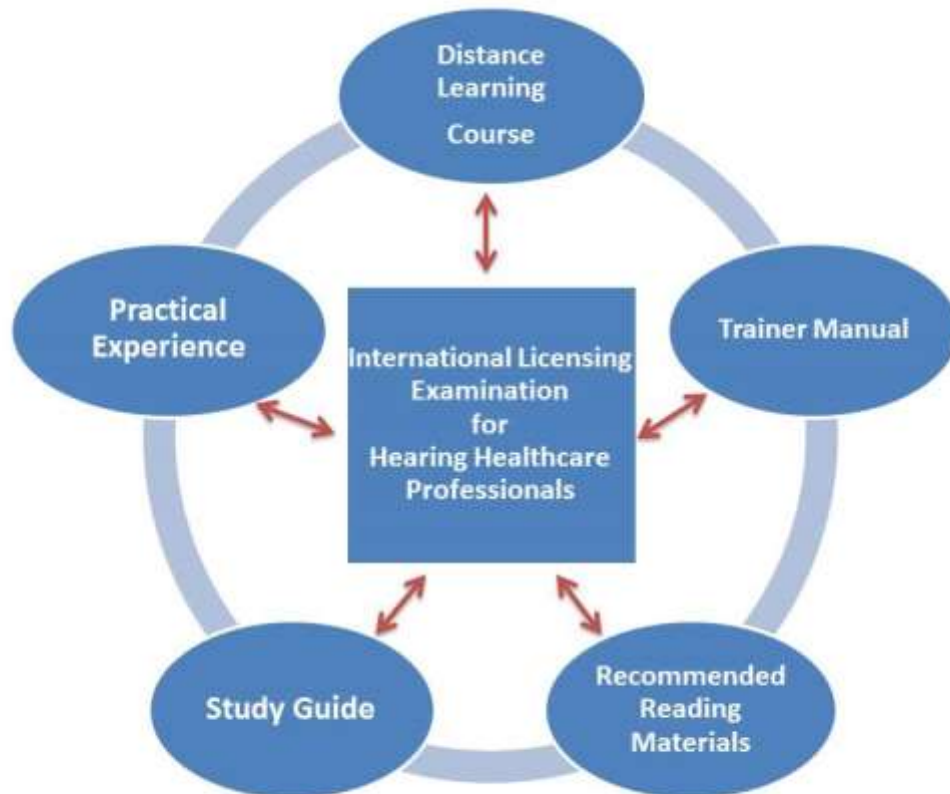 Distance
Learning
Course
Practical
Experience
Trainer Manual
International Licensing
Examination
for
Hearing Healthcare
Professionals
Study Guide
Recommended
Reading
Materials